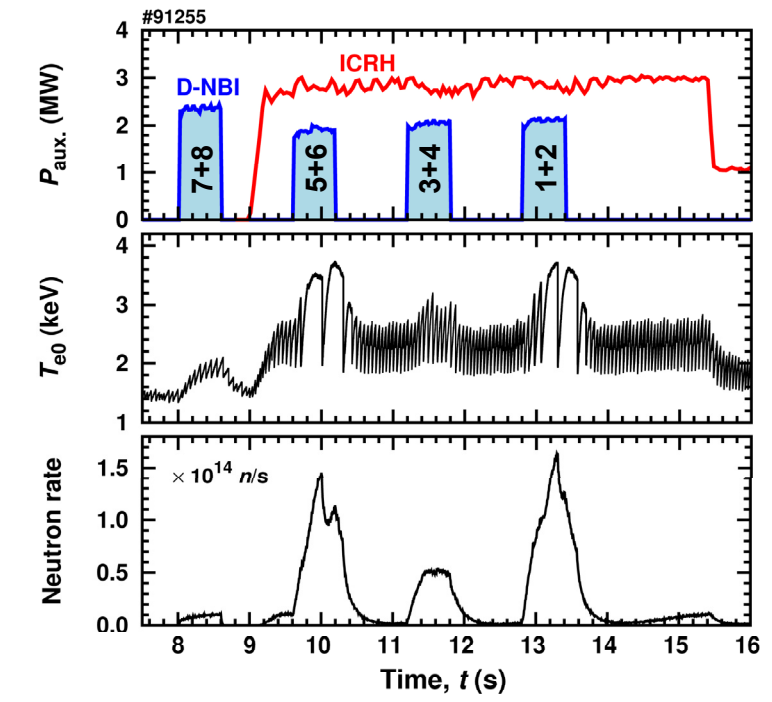 #91255
4
3
2
1
0
P_aux. (MW)
D-NBI
ICRH
7+8
5+6
3+4
1+2
4
3
2
1
T_e0 (keV)
1.5
1.0
0.5
0.0
Neutron rate
× 10^14 n/s
8 9 10 11 12 13 14 15 16
Time, t (s)